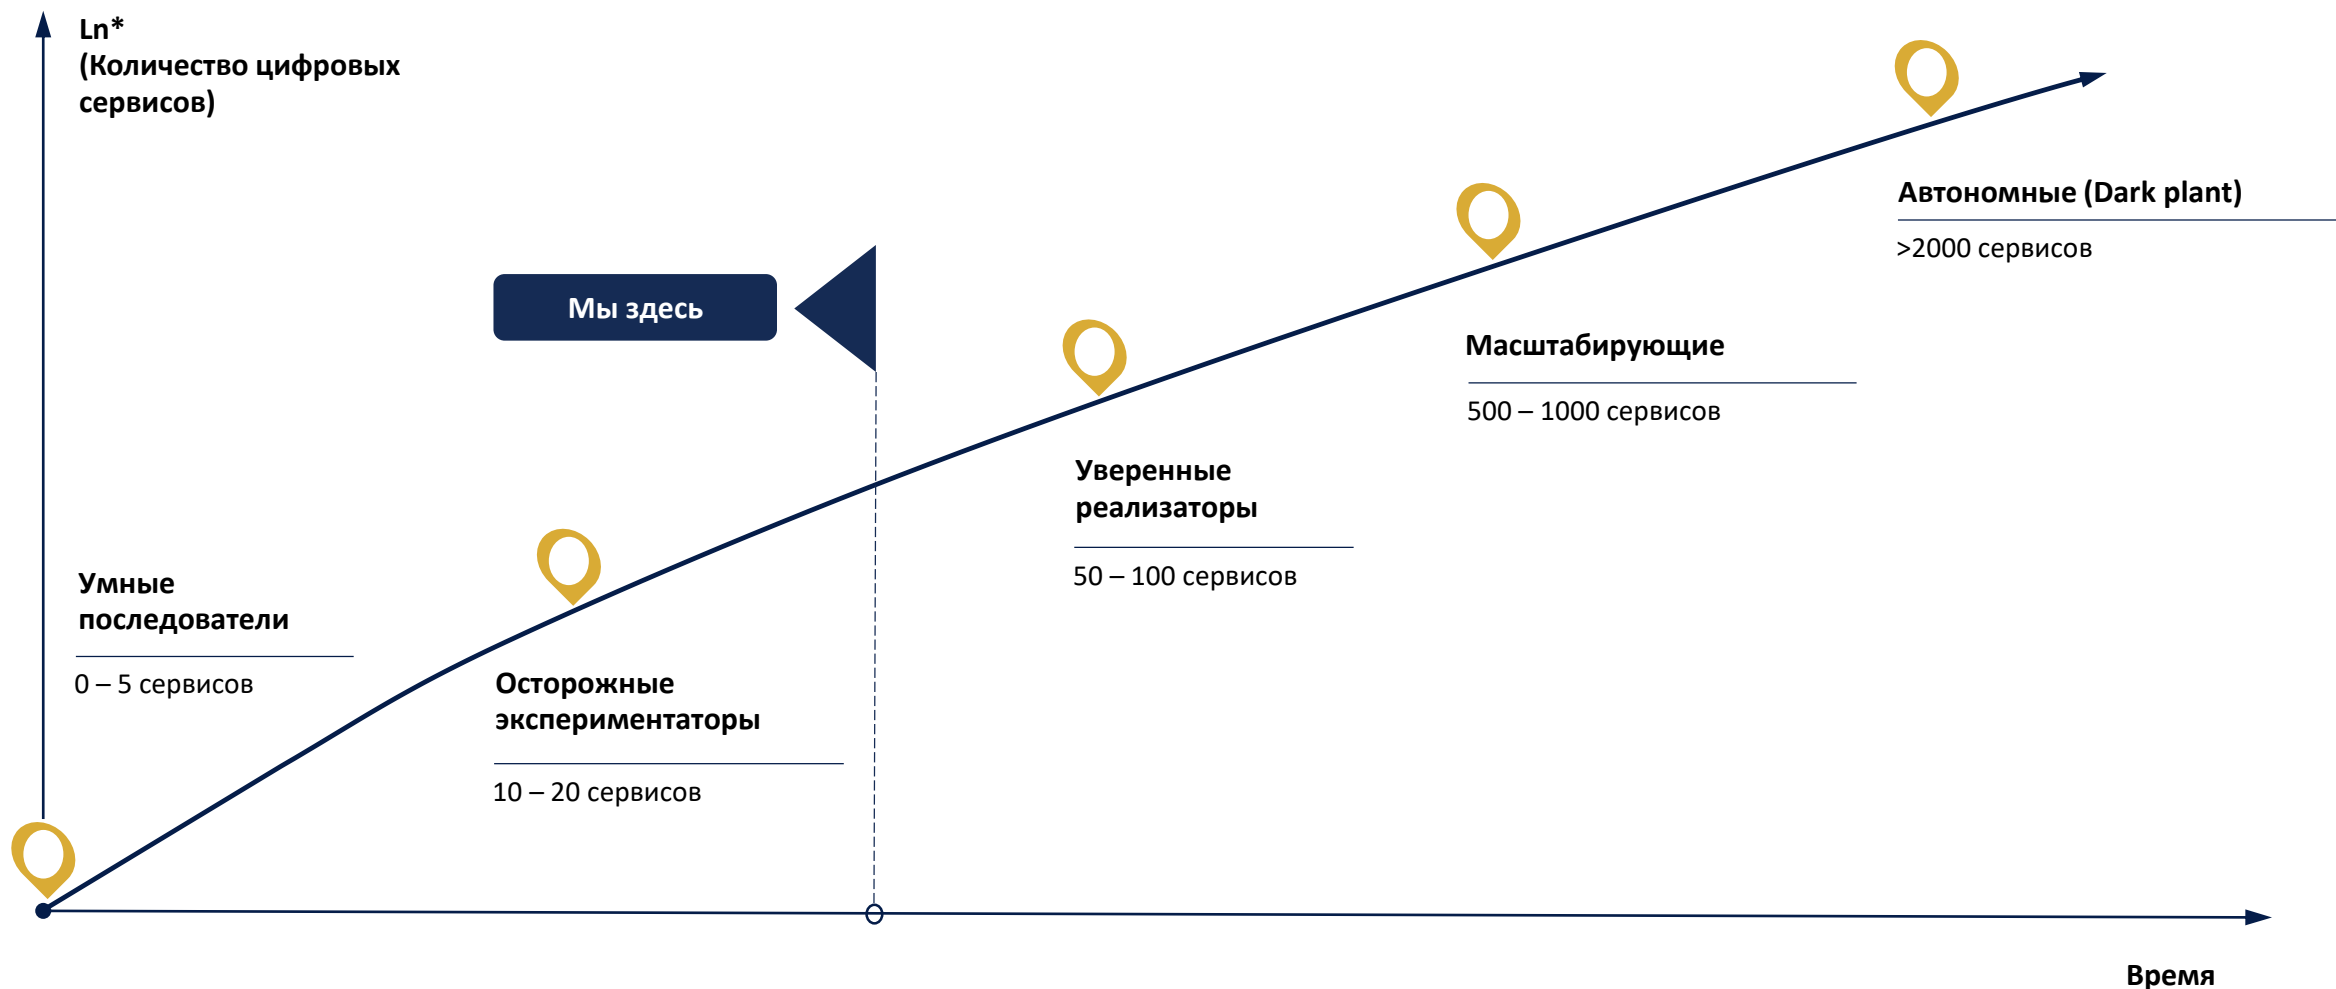 Ln*
(Количество цифровых
сервисов)
Автономные (Dark plant)
>2000 сервисов
Мы здесь
Масштабирующие
500 – 1000 сервисов
Уверенные
реализаторы
50 – 100 сервисов
Умные
последователи
0 – 5 сервисов
Осторожные
экспериментаторы
10 – 20 сервисов
Время